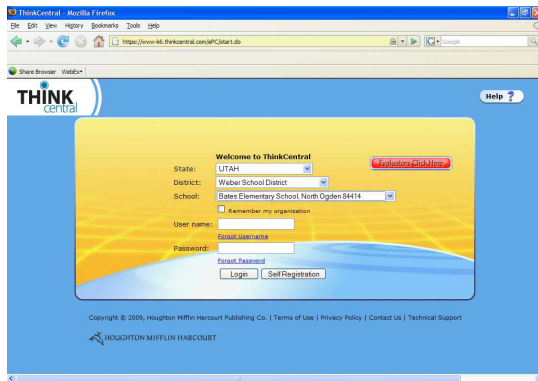 ThinkCentral - Mozilla Firefox
File Edit View History Bookmarks Tools Help
https://www-k6.thinkcentral.com/ePC/start.do
Google
Share Browser WebEx
THINK central
Help ?
Welcome to ThinkCentral
Evaluators Click Here
State: UTAH
District: Weber School District
School: Bates Elementary School, North Ogden 84414
Remember my organization
User name:
Forgot Username
Password:
Forgot Password
Login Self Registration
Copyright © 2009, Houghton Mifflin Harcourt Publishing Co. | Terms of Use | Privacy Policy | Contact Us | Technical Support
HOUGHTON MIFFLIN HARCOURT